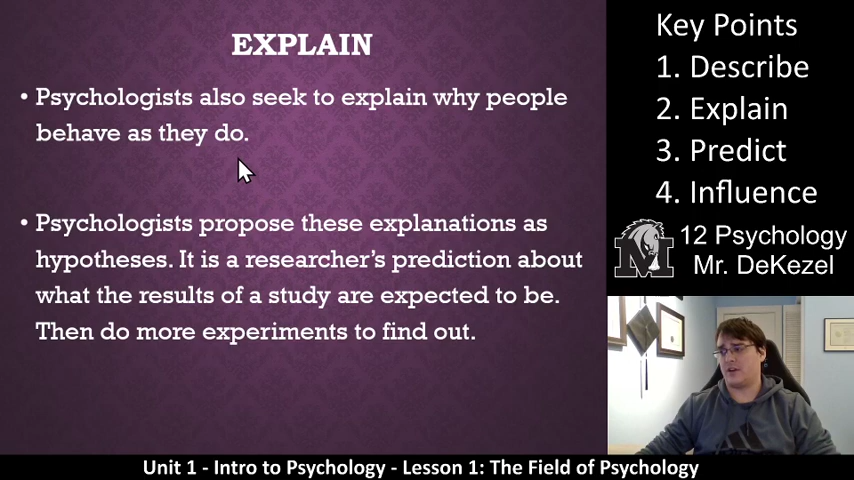 EXPLAIN
• Psychologists also seek to explain why people
behave as they do.
• Psychologists propose these explanations as
hypotheses. It is a researcher's prediction about
what the results of a study are expected to be.
Then do more experiments to find out.
Key Points
1. Describe
2. Explain
3. Predict
4. Influence
M
12 Psychology
Mr. DeKezel
Unit 1 - Intro to Psychology - Lesson 1: The Field of Psychology